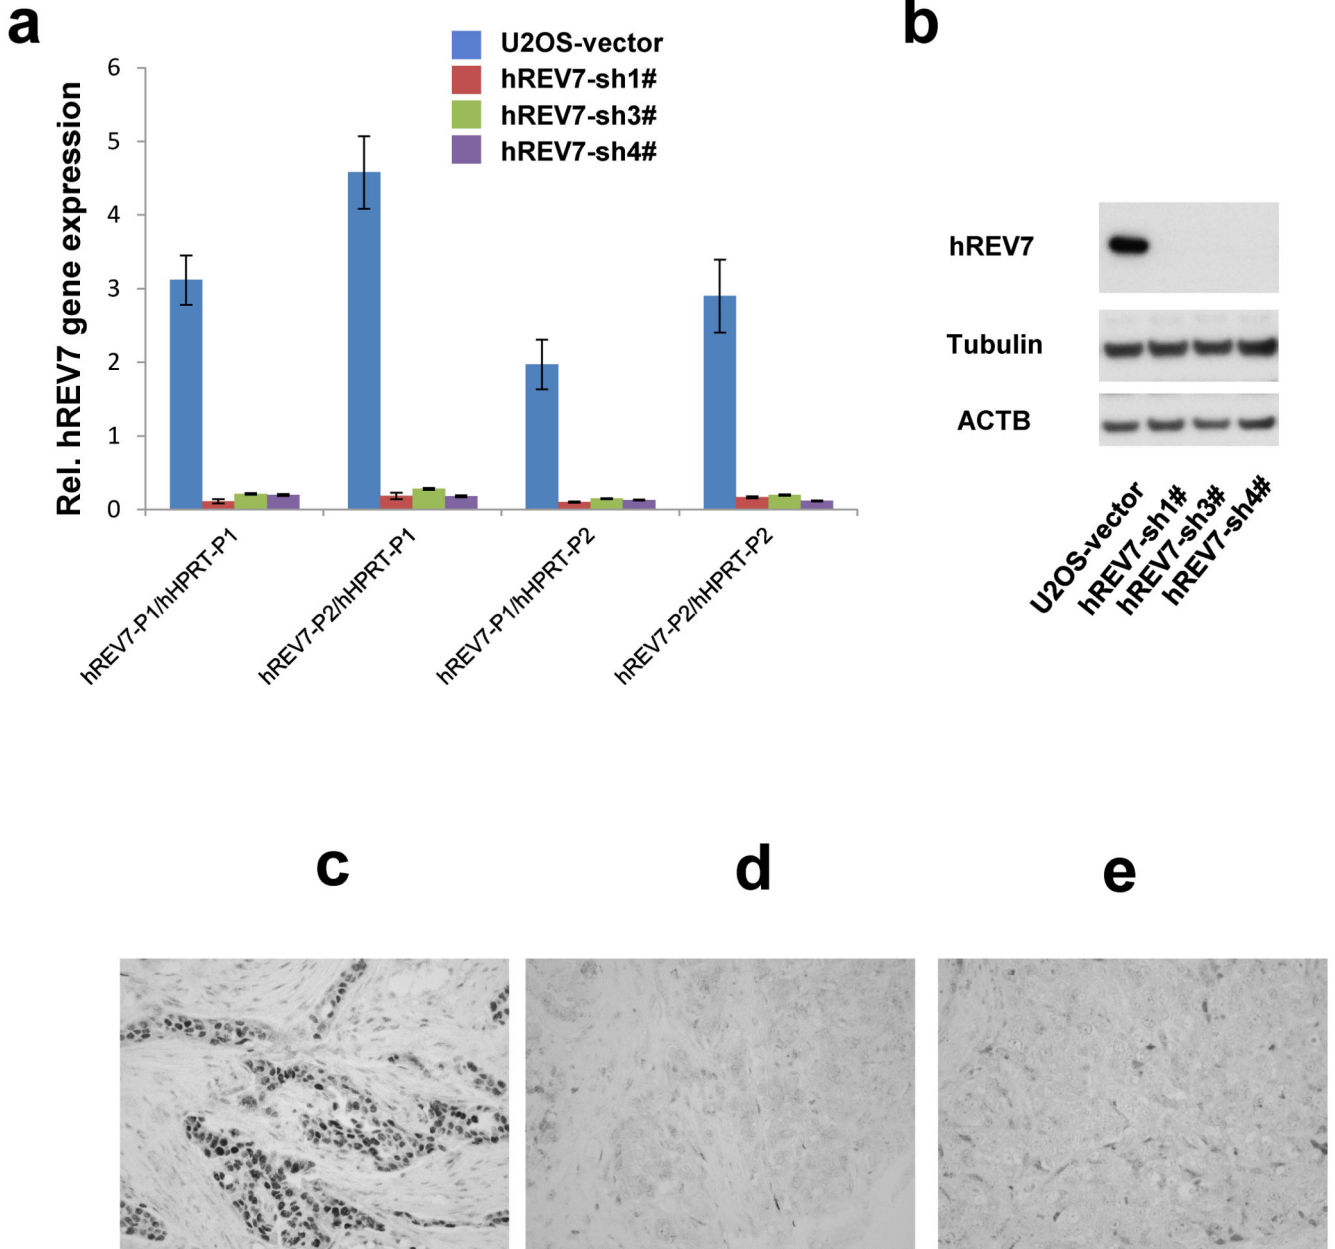 a
U2OS-vector
hREV7-sh1#
hREV7-sh3#
hREV7-sh4#
Rel. hREV7 gene expression
6
5
4
3
2
1
0
hREV7-P1/hHPRT-P1
hREV7-P2/hHPRT-P1
hREV7-P1/hHPRT-P2
hREV7-P2/hHPRT-P2
b
hREV7
Tubulin
ACTB
U2OS-vector
hREV7-sh1#
hREV7-sh3#
hREV7-sh4#
c
d
e